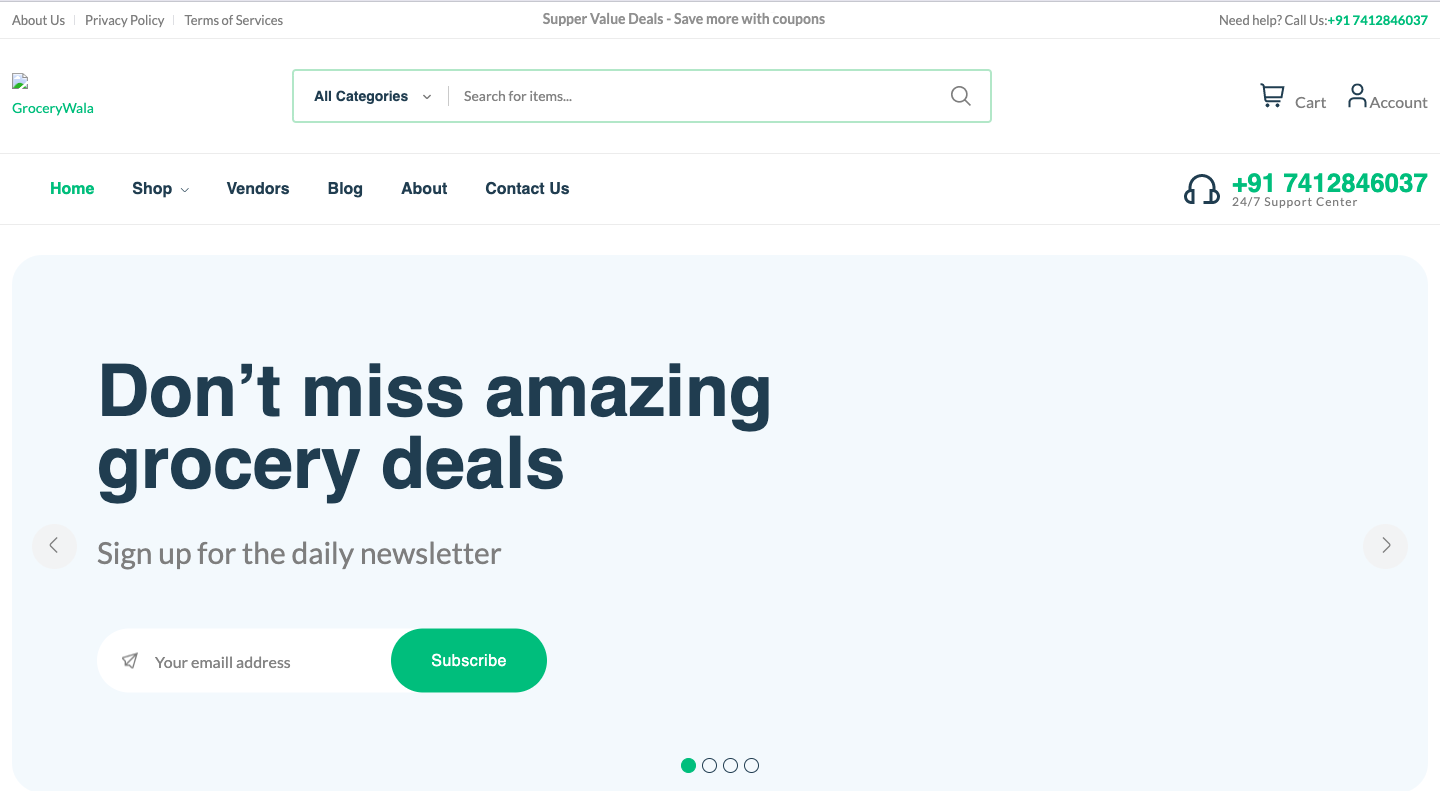 About Us
Privacy Policy
Terms of Services
Supper Value Deals - Save more with coupons
Need help? Call Us:+91 7412846037
GroceryWala
All Categories
Search for items...
Cart
Account
Home
Shop
Vendors
Blog
About
Contact Us
+91 7412846037
24/7 Support Center
Don’t miss amazing
grocery deals
Sign up for the daily newsletter
Your emaill address
Subscribe